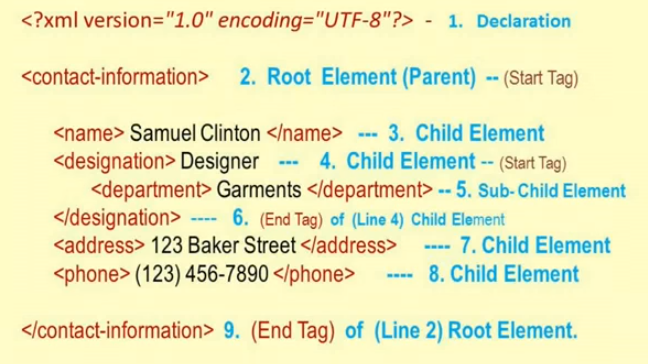 <?xml version="1.0" encoding="UTF-8"?> - 1. Declaration
<contact-information> 2. Root Element (Parent) -- (Start Tag)
<name> Samuel Clinton </name> --- 3. Child Element
<designation> Designer --- 4. Child Element -- (Start Tag)
<department> Garments </department> -- 5. Sub- Child Element
</designation> ---- 6. (End Tag) of (Line 4) Child Element
<address> 123 Baker Street </address> ---- 7. Child Element
<phone> (123) 456-7890 </phone> ---- 8. Child Element
</contact-information> 9. (End Tag) of (Line 2) Root Element.